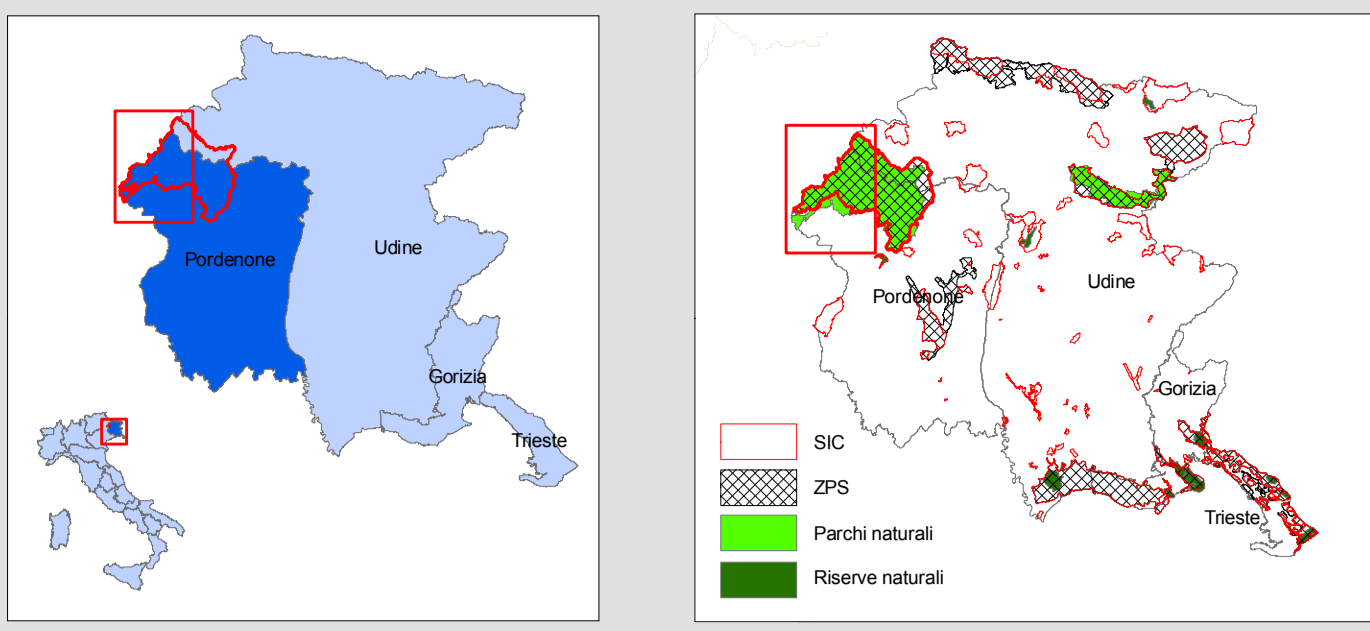 Udine
Pordenone
Gorizia
Trieste
Udine
Pordenone
Gorizia
SIC
ZPS
Trieste
Parchi naturali
Riserve naturali